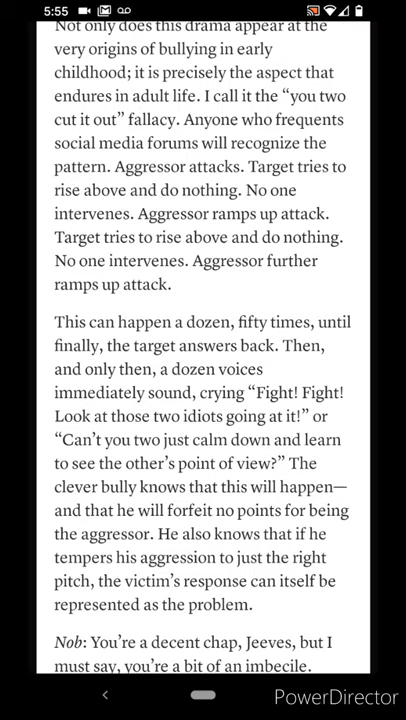 5:55
Not only does this drama appear at the
very origins of bullying in early
childhood; it is precisely the aspect that
endures in adult life. I call it the “you two
cut it out” fallacy. Anyone who frequents
social media forums will recognize the
pattern. Aggressor attacks. Target tries to
rise above and do nothing. No one
intervenes. Aggressor ramps up attack.
Target tries to rise above and do nothing.
No one intervenes. Aggressor further
ramps up attack.
This can happen a dozen, fifty times, until
finally, the target answers back. Then,
and only then, a dozen voices
immediately sound, crying “Fight! Fight!
Look at those two idiots going at it!” or
“Can’t you two just calm down and learn
to see the other’s point of view?” The
clever bully knows that this will happen—
and that he will forfeit no points for being
the aggressor. He also knows that if he
tempers his aggression to just the right
pitch, the victim’s response can itself be
represented as the problem.
Nob: You’re a decent chap, Jeeves, but I
must say, you’re a bit of an imbecile.
PowerDirector